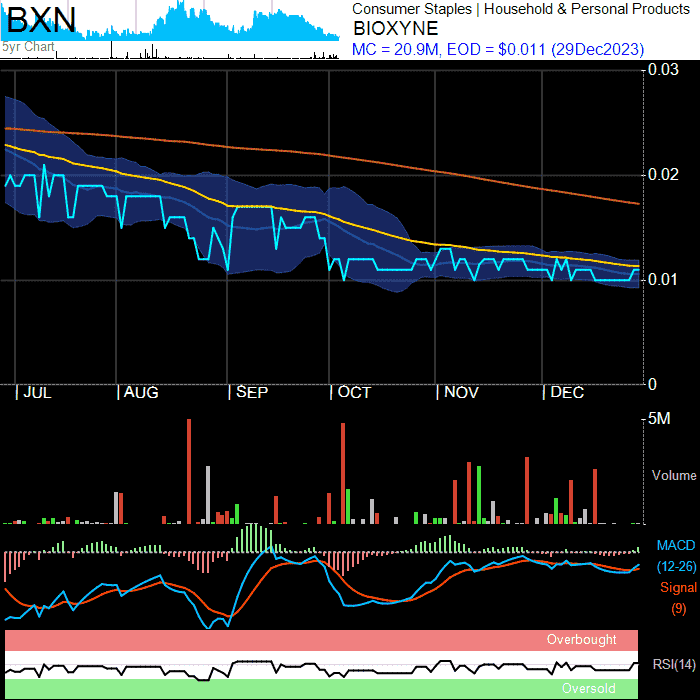 BXN
5yr Chart
Consumer Staples | Household & Personal Products
BIOXYNE
MC = 20.9M, EOD = $0.011 (29Dec2023)
0.03
0.02
0.01
0
| JUL | AUG | SEP | OCT | NOV | DEC
5M
Volume
MACD
(12-26)
Signal
(9)
Overbought
RSI(14)
Oversold